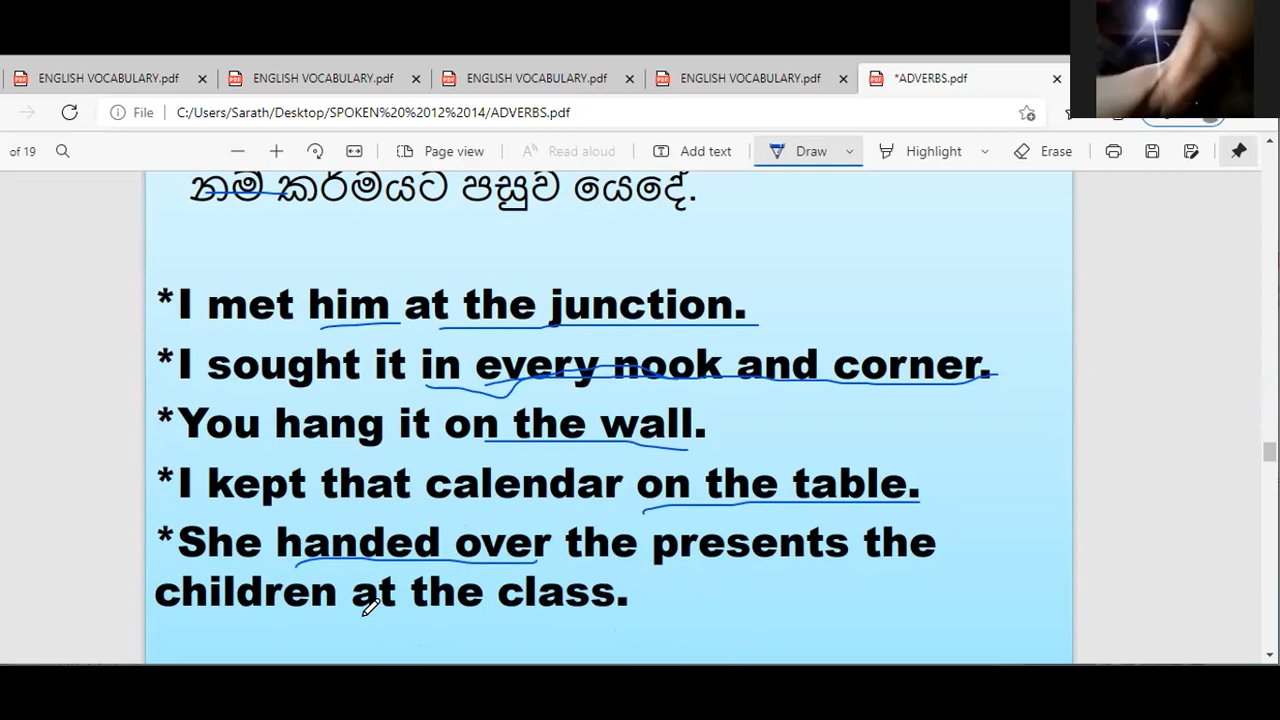 ENGLISH VOCABULARY.pdf ENGLISH VOCABULARY.pdf ENGLISH VOCABULARY.pdf ENGLISH VOCABULARY.pdf *ADVERBS.pdf
File C:/Users/Sarath/Desktop/SPOKEN%20%2012%2014/ADVERBS.pdf
of 19 Page view Read aloud Add text Draw Highlight Erase
නම් කර්මයට පසුව යෙදේ.
*I met him at the junction.
*I sought it in every nook and corner.
*You hang it on the wall.
*I kept that calendar on the table.
*She handed over the presents the
children at the class.